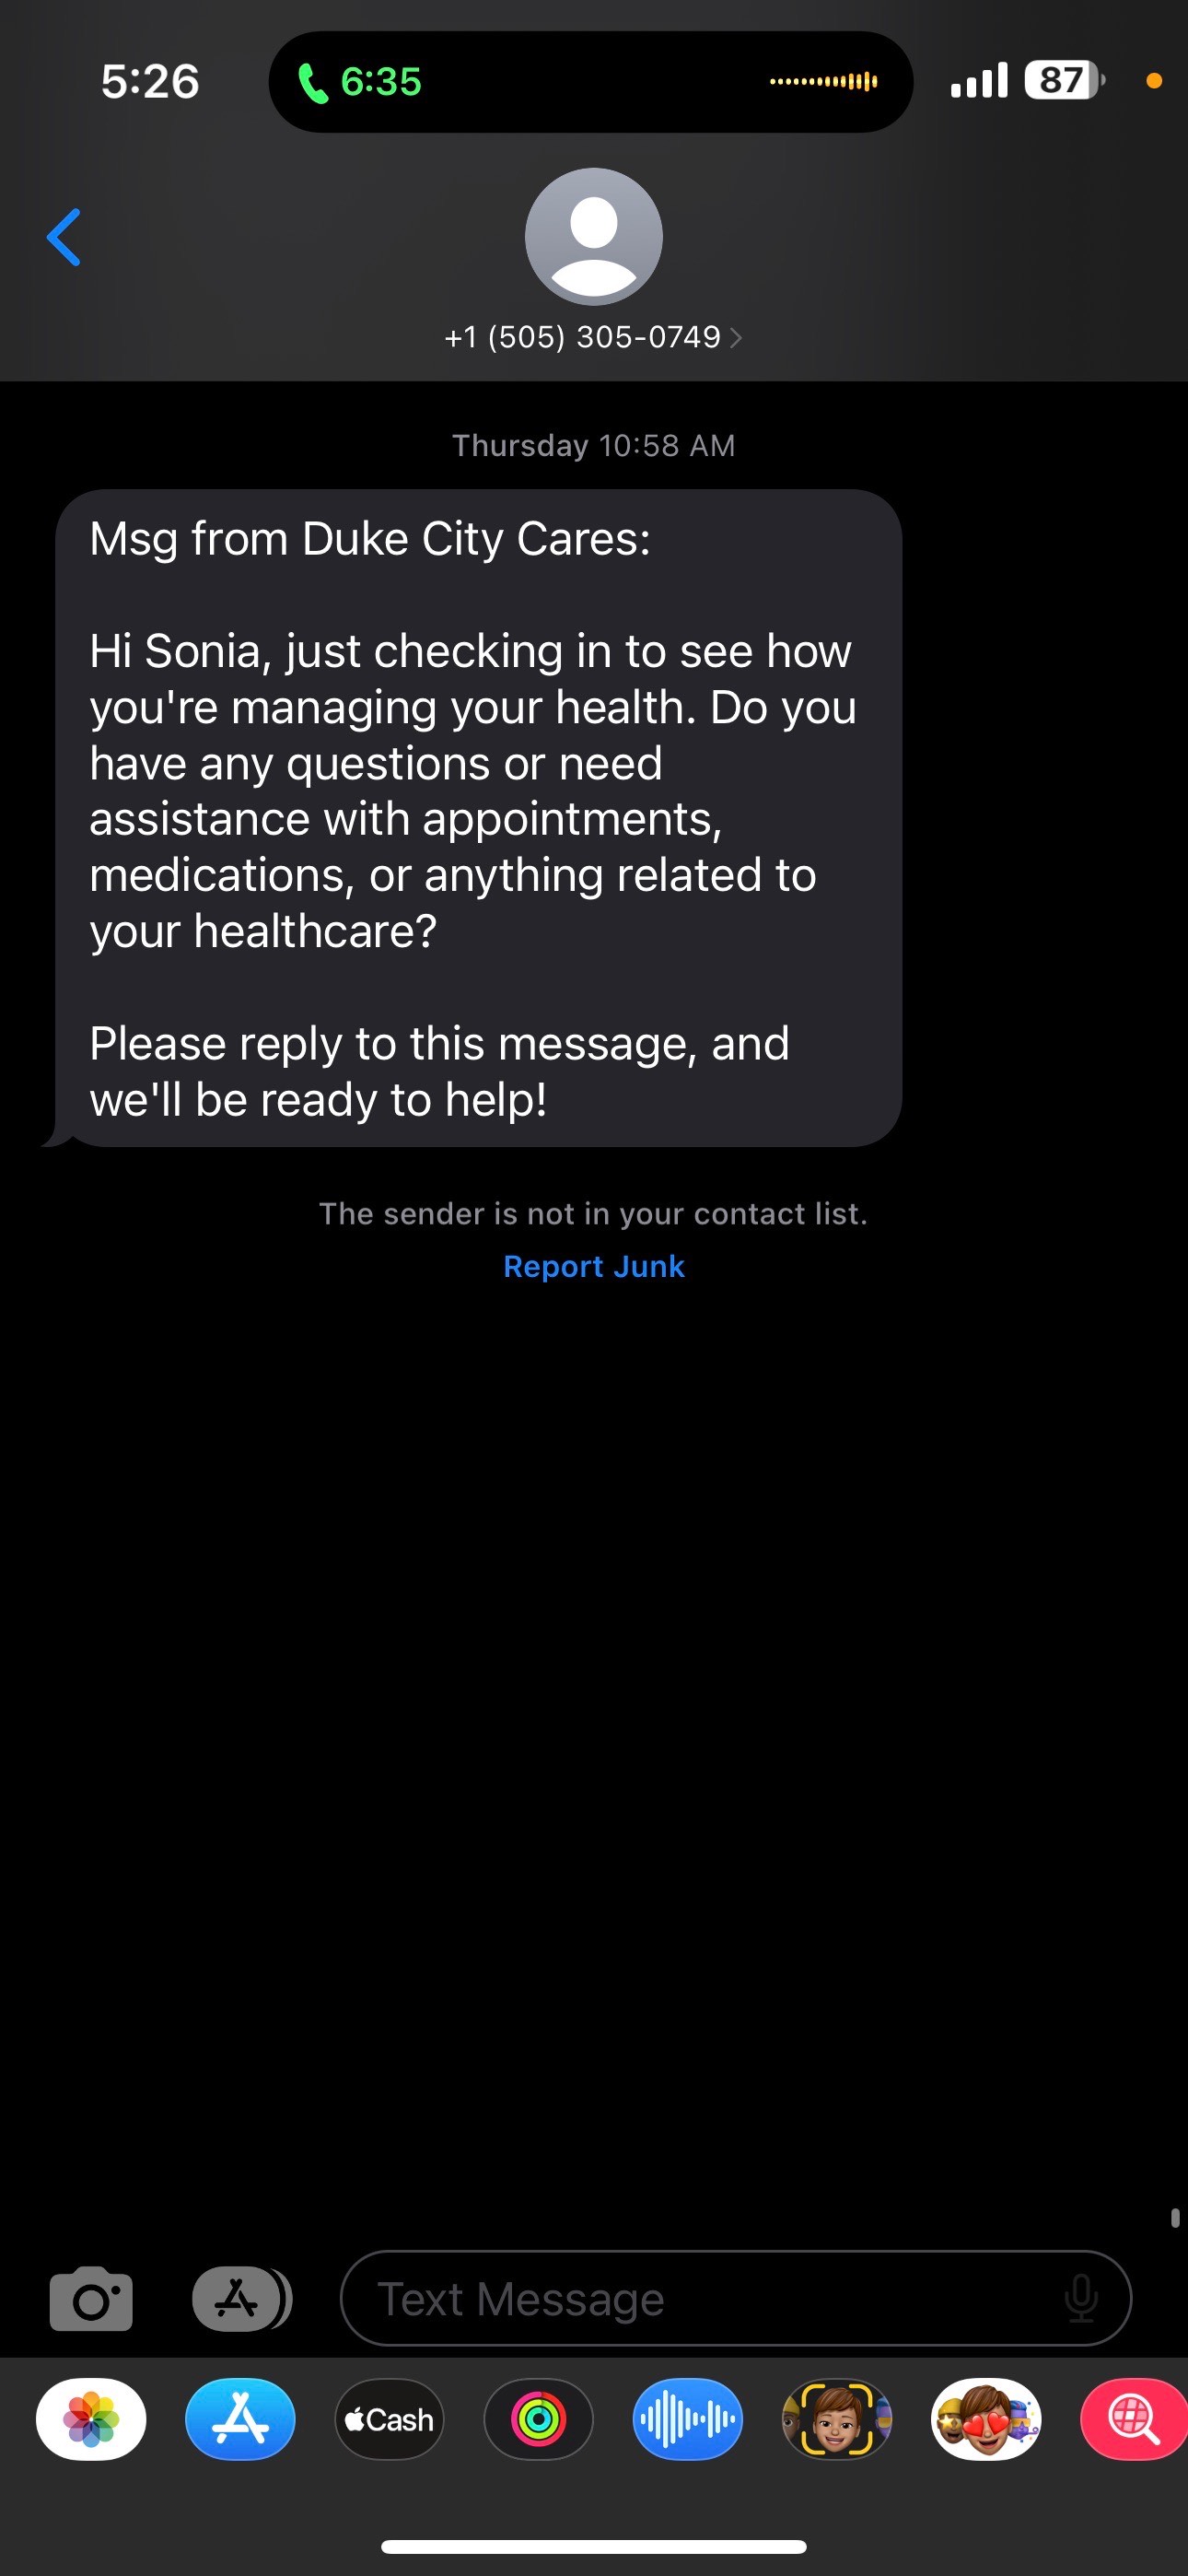 5:26
6:35
87
+1 (505) 305-0749
Thursday 10:58 AM
Msg from Duke City Cares:
Hi Sonia, just checking in to see how
you're managing your health. Do you
have any questions or need
assistance with appointments,
medications, or anything related to
your healthcare?
Please reply to this message, and
we'll be ready to help!
The sender is not in your contact list.
Report Junk
Text Message
Cash